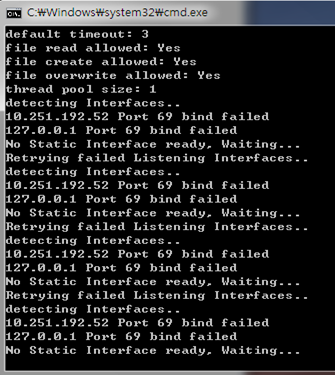 C:\Windows\system32\cmd.exe
default timeout: 3
file read allowed: Yes
file create allowed: Yes
file overwrite allowed: Yes
thread pool size: 1
detecting Interfaces..
10.251.192.52 Port 69 bind failed
127.0.0.1 Port 69 bind failed
No Static Interface ready, Waiting...
Retrying failed Listening Interfaces..
detecting Interfaces..
10.251.192.52 Port 69 bind failed
127.0.0.1 Port 69 bind failed
No Static Interface ready, Waiting...
Retrying failed Listening Interfaces..
detecting Interfaces..
10.251.192.52 Port 69 bind failed
127.0.0.1 Port 69 bind failed
No Static Interface ready, Waiting...
Retrying failed Listening Interfaces..
detecting Interfaces..
10.251.192.52 Port 69 bind failed
127.0.0.1 Port 69 bind failed
No Static Interface ready, Waiting...